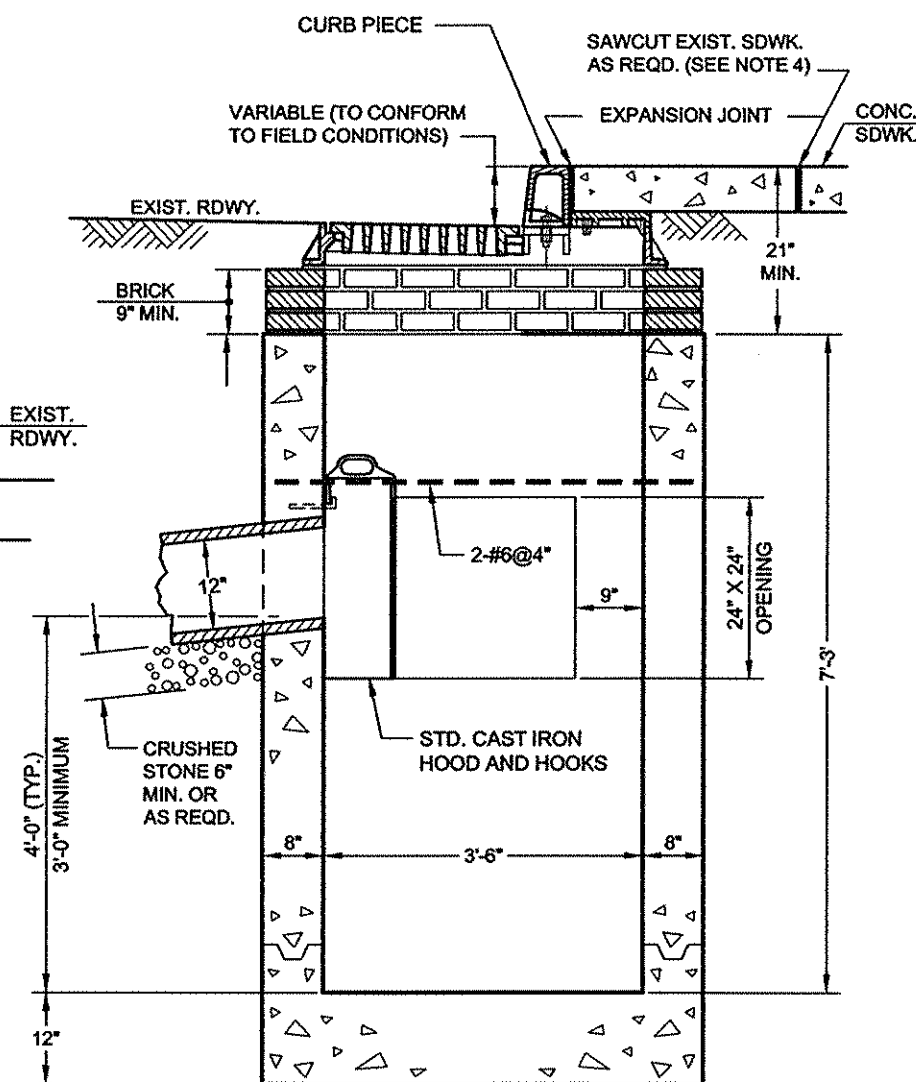 CURB PIECE
SAWCUT EXIST. SDWK.
AS REQD. (SEE NOTE 4)
VARIABLE (TO CONFORM
TO FIELD CONDITIONS)
EXPANSION JOINT
CONC.
SDWK.
EXIST. RDWY.
21"
MIN.
BRICK
9" MIN.
EXIST.
RDWY.
2-#6@4"
12"
9"
24" X 24"
OPENING
7'-3'
STD. CAST IRON
HOOD AND HOOKS
CRUSHED
STONE 6"
MIN. OR
AS REQD.
4'-0" (TYP.)
3'-0" MINIMUM
8"
3'-6"
8"
12"